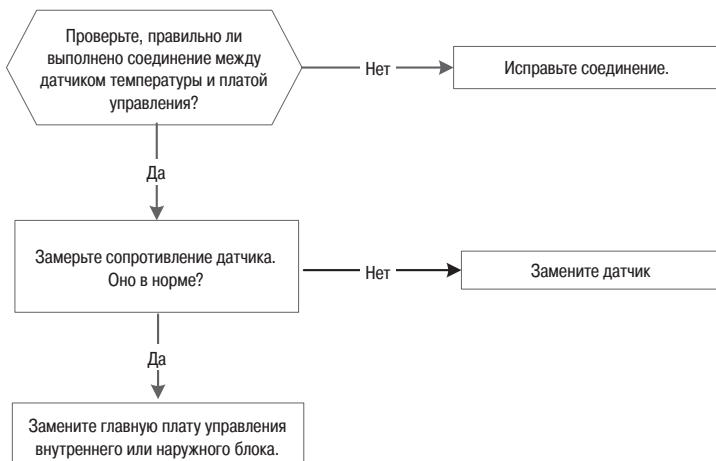 Проверьте, правильно ли
выполнено соединение между
датчиком температуры и платой
управления?
Нет
Исправьте соединение.
Да
Замерьте сопротивление датчика.
Оно в норме?
Нет
Замените датчик
Да
Замените главную плату управления
внутреннего или наружного блока.